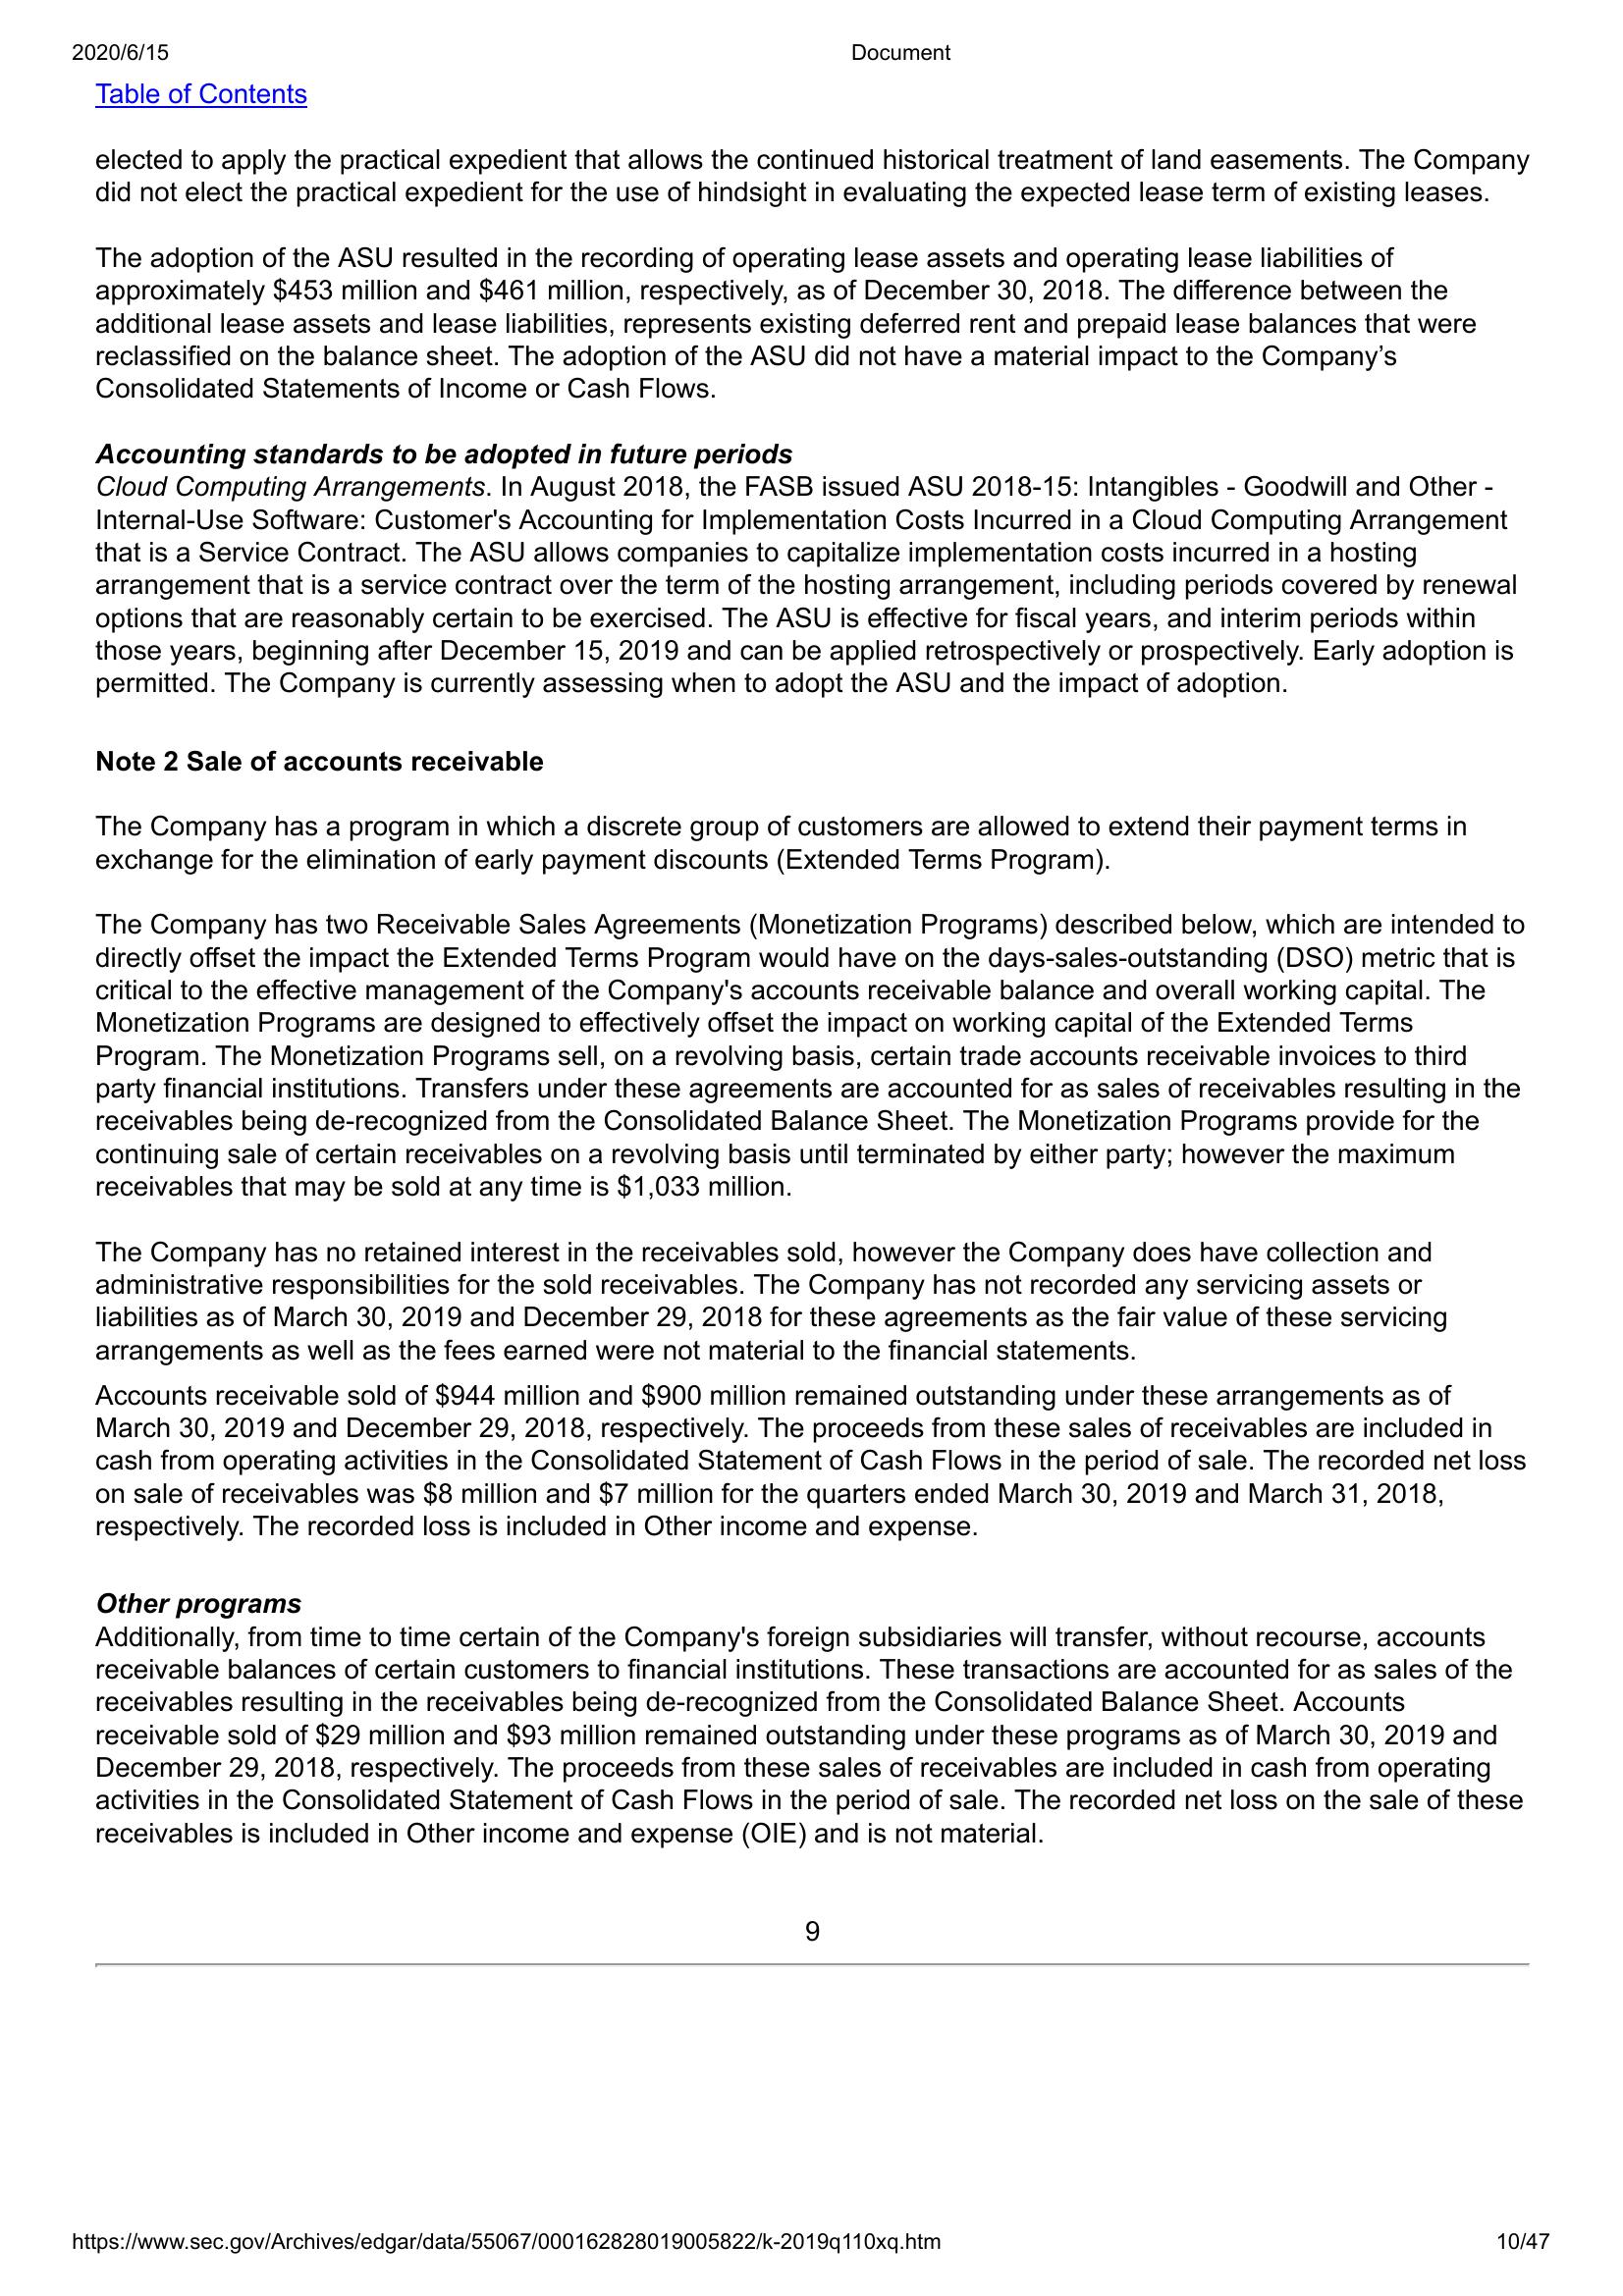 2020/6/15 Document
Table of Contents
elected to apply the practical expedient that allows the continued historical treatment of land easements. The Company
did not elect the practical expedient for the use of hindsight in evaluating the expected lease term of existing leases.
The adoption of the ASU resulted in the recording of operating lease assets and operating lease liabilities of
approximately $453 million and $461 million, respectively, as of December 30, 2018. The difference between the
additional lease assets and lease liabilities, represents existing deferred rent and prepaid lease balances that were
reclassified on the balance sheet. The adoption of the ASU did not have a material impact to the Company’s
Consolidated Statements of Income or Cash Flows.
Accounting standards to be adopted in future periods
Cloud Computing Arrangements. In August 2018, the FASB issued ASU 2018-15: Intangibles - Goodwill and Other -
Internal-Use Software: Customer's Accounting for Implementation Costs Incurred in a Cloud Computing Arrangement
that is a Service Contract. The ASU allows companies to capitalize implementation costs incurred in a hosting
arrangement that is a service contract over the term of the hosting arrangement, including periods covered by renewal
options that are reasonably certain to be exercised. The ASU is effective for fiscal years, and interim periods within
those years, beginning after December 15, 2019 and can be applied retrospectively or prospectively. Early adoption is
permitted. The Company is currently assessing when to adopt the ASU and the impact of adoption.
Note 2 Sale of accounts receivable
The Company has a program in which a discrete group of customers are allowed to extend their payment terms in
exchange for the elimination of early payment discounts (Extended Terms Program).
The Company has two Receivable Sales Agreements (Monetization Programs) described below, which are intended to
directly offset the impact the Extended Terms Program would have on the days-sales-outstanding (DSO) metric that is
critical to the effective management of the Company's accounts receivable balance and overall working capital. The
Monetization Programs are designed to effectively offset the impact on working capital of the Extended Terms
Program. The Monetization Programs sell, on a revolving basis, certain trade accounts receivable invoices to third
party financial institutions. Transfers under these agreements are accounted for as sales of receivables resulting in the
receivables being de-recognized from the Consolidated Balance Sheet. The Monetization Programs provide for the
continuing sale of certain receivables on a revolving basis until terminated by either party; however the maximum
receivables that may be sold at any time is $1,033 million.
The Company has no retained interest in the receivables sold, however the Company does have collection and
administrative responsibilities for the sold receivables. The Company has not recorded any servicing assets or
liabilities as of March 30, 2019 and December 29, 2018 for these agreements as the fair value of these servicing
arrangements as well as the fees earned were not material to the financial statements.
Accounts receivable sold of $944 million and $900 million remained outstanding under these arrangements as of
March 30, 2019 and December 29, 2018, respectively. The proceeds from these sales of receivables are included in
cash from operating activities in the Consolidated Statement of Cash Flows in the period of sale. The recorded net loss
on sale of receivables was $8 million and $7 million for the quarters ended March 30, 2019 and March 31, 2018,
respectively. The recorded loss is included in Other income and expense.
Other programs
Additionally, from time to time certain of the Company's foreign subsidiaries will transfer, without recourse, accounts
receivable balances of certain customers to financial institutions. These transactions are accounted for as sales of the
receivables resulting in the receivables being de-recognized from the Consolidated Balance Sheet. Accounts
receivable sold of $29 million and $93 million remained outstanding under these programs as of March 30, 2019 and
December 29, 2018, respectively. The proceeds from these sales of receivables are included in cash from operating
activities in the Consolidated Statement of Cash Flows in the period of sale. The recorded net loss on the sale of these
receivables is included in Other income and expense (OIE) and is not material.
9
https://www.sec.gov/Archives/edgar/data/55067/000162828019005822/k-2019q110xq.htm 10/47